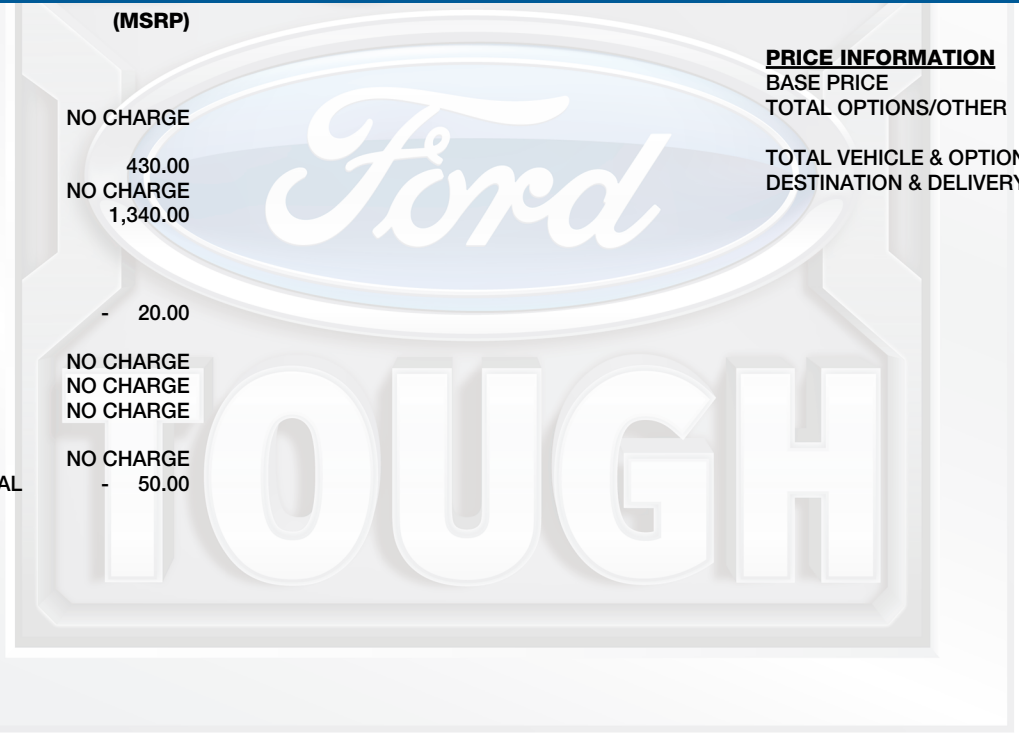 (MSRP)
NO CHARGE
430.00
NO CHARGE
1,340.00
- 20.00
NO CHARGE
NO CHARGE
NO CHARGE
NO CHARGE
AL - 50.00
PRICE INFORMATION
BASE PRICE
TOTAL OPTIONS/OTHER
TOTAL VEHICLE & OPTION
DESTINATION & DELIVERY
Ford
TOUGH